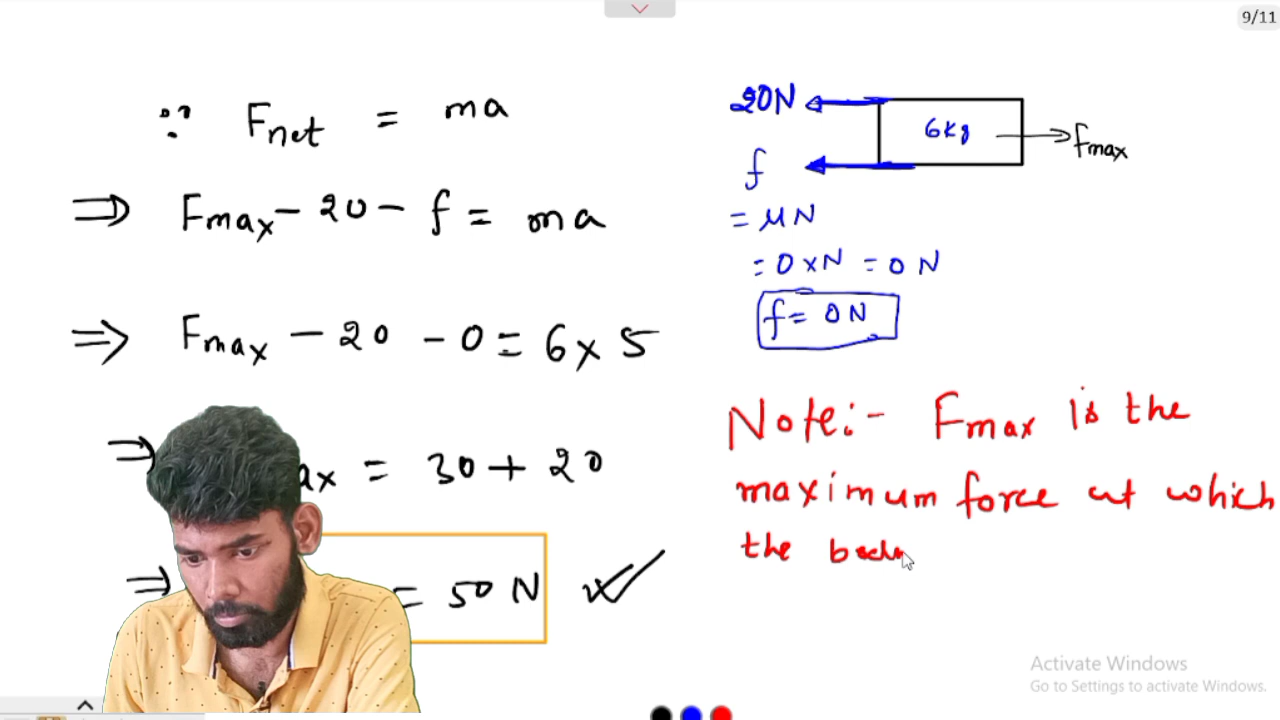 9/11
∵ Fnet = ma
⇒ Fmax - 20 - f = ma
⇒ Fmax - 20 - 0 = 6 x 5
⇒ ax = 30 + 20
⇒ = 50 N
20N
6kg
Fmax
f
= μN
= 0 x N = 0 N
f = 0 N
Note:- Fmax is the
maximum force at which
the body
Activate Windows
Go to Settings to activate Windows.